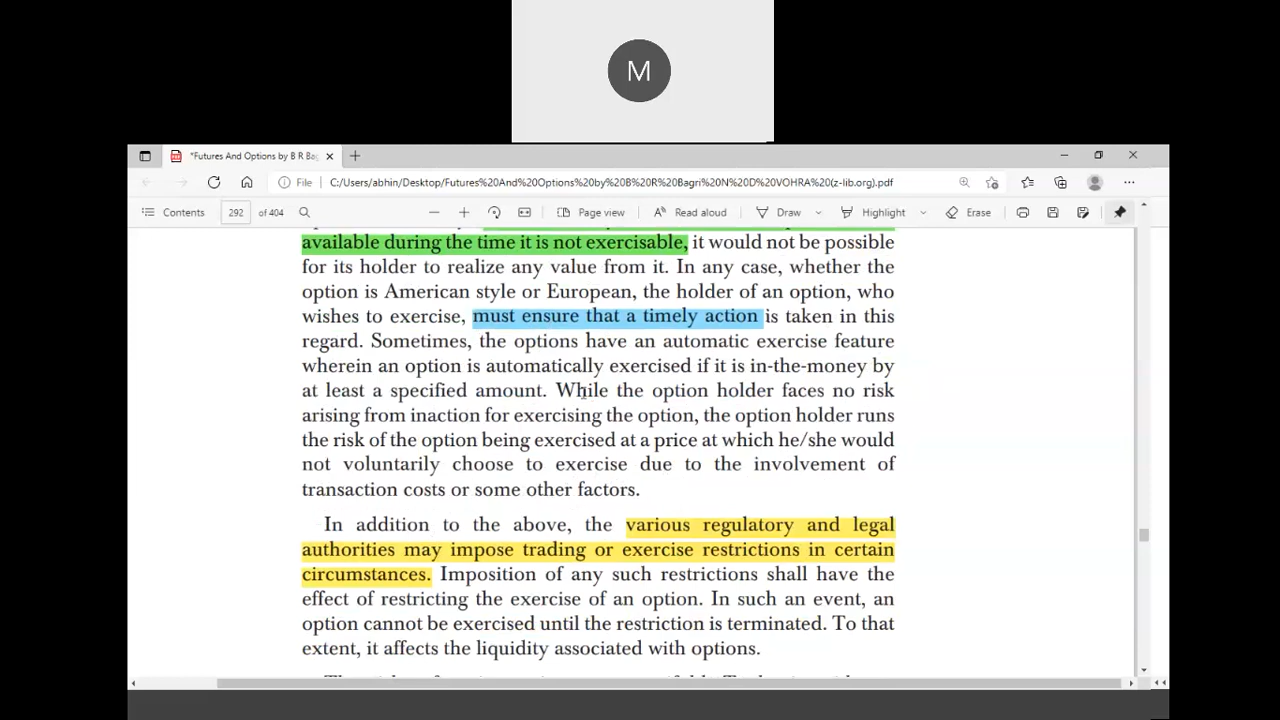 M
*Futures And Options by B R Bag
File
C:/Users/abhin/Desktop/Futures%20And%20Options%20by%20B%20R%20Bagri%20N%20D%20VOHRA%20(z-lib.org).pdf
Contents
292 of 404
Page view
Read aloud
Draw
Highlight
Erase
available during the time it is not exercisable, it would not be possible
for its holder to realize any value from it. In any case, whether the
option is American style or European, the holder of an option, who
wishes to exercise, must ensure that a timely action is taken in this
regard. Sometimes, the options have an automatic exercise feature
wherein an option is automatically exercised if it is in-the-money by
at least a specified amount. While the option holder faces no risk
arising from inaction for exercising the option, the option holder runs
the risk of the option being exercised at a price at which he/she would
not voluntarily choose to exercise due to the involvement of
transaction costs or some other factors.
In addition to the above, the various regulatory and legal
authorities may impose trading or exercise restrictions in certain
circumstances. Imposition of any such restrictions shall have the
effect of restricting the exercise of an option. In such an event, an
option cannot be exercised until the restriction is terminated. To that
extent, it affects the liquidity associated with options.